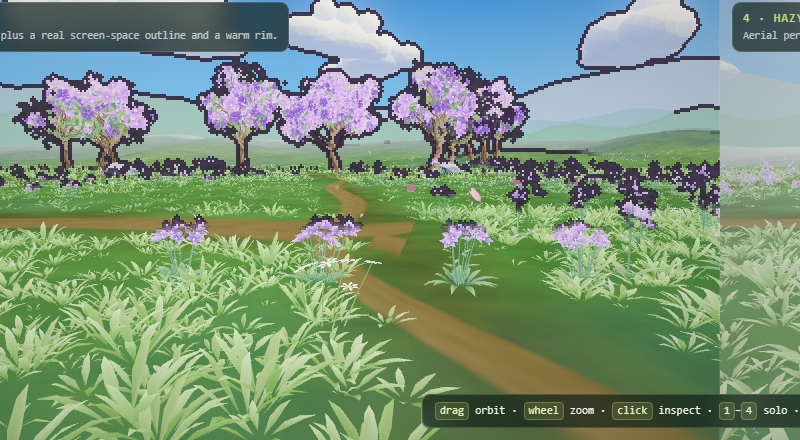 plus a real screen-space outline and a warm rim.
4 · HAZY
Aerial per
drag orbit · wheel zoom · click inspect · 1-4 solo ·